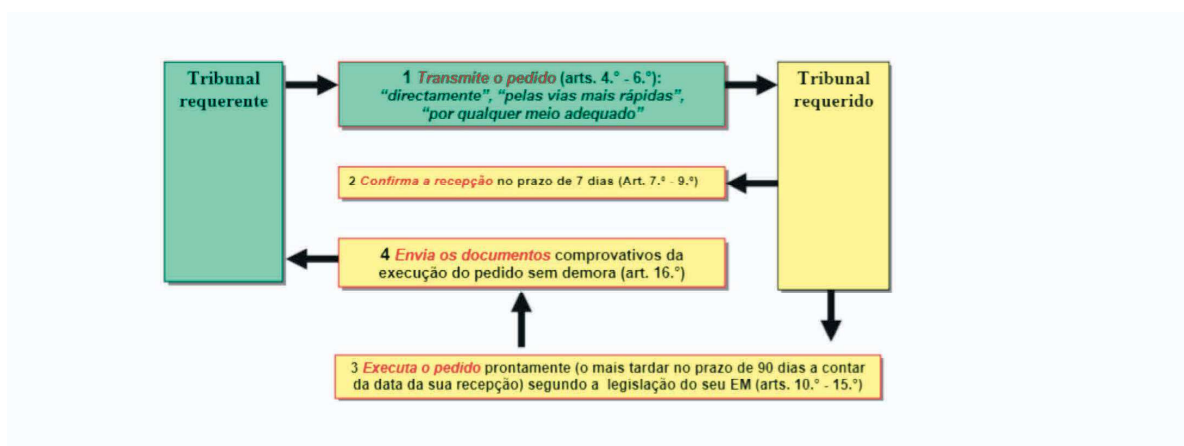 Tribunal
requerente
1 Transmite o pedido (arts. 4.° - 6.°):
“directamente”, “pelas vias mais rápidas”,
“por qualquer meio adequado”
Tribunal
requerido
2 Confirma a recepção no prazo de 7 dias (Art. 7.º - 9.º)
4 Envia os documentos comprovativos da
execução do pedido sem demora (art. 16.°)
3 Executa o pedido prontamente (o mais tardar no prazo de 90 dias a contar
da data da sua recepção) segundo a legislação do seu EM (arts. 10.° - 15.°)